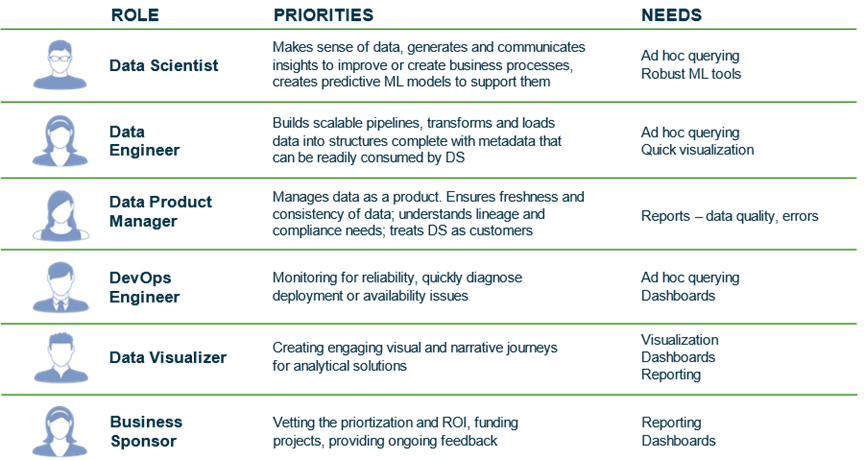 ROLE PRIORITIES NEEDS
Data Scientist
Makes sense of data, generates and communicates
insights to improve or create business processes,
creates predictive ML models to support them
Ad hoc querying
Robust ML tools
Data
Engineer
Builds scalable pipelines, transforms and loads
data into structures complete with metadata that
can be readily consumed by DS
Ad hoc querying
Quick visualization
Data Product
Manager
Manages data as a product. Ensures freshness and
consistency of data; understands lineage and
compliance needs; treats DS as customers
Reports – data quality, errors
DevOps
Engineer
Monitoring for reliability, quickly diagnose
deployment or availability issues
Ad hoc querying
Dashboards
Data Visualizer
Creating engaging visual and narrative journeys
for analytical solutions
Visualization
Dashboards
Reporting
Business
Sponsor
Vetting the priortization and ROI, funding
projects, providing ongoing feedback
Reporting
Dashboards